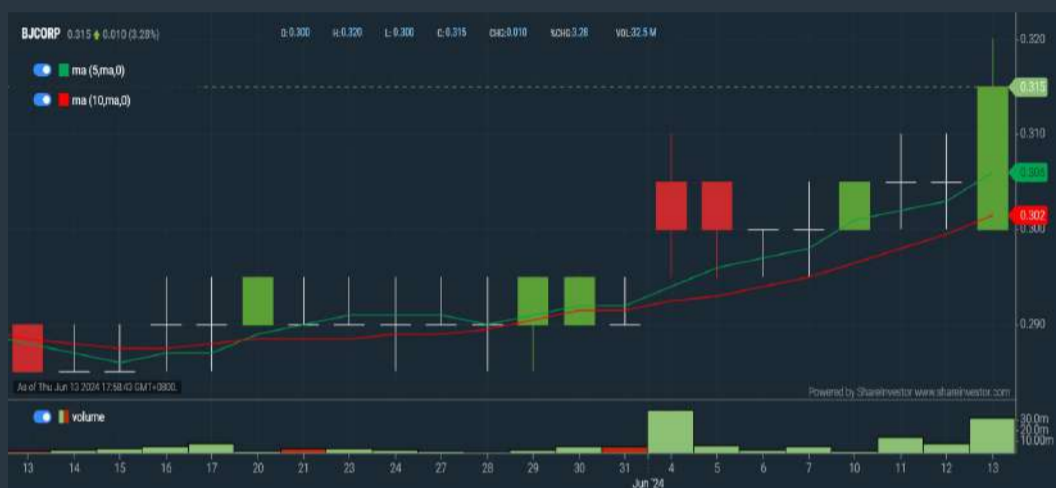 BJCORP 0.315 0.010 (3.28%) O: 0.300 H: 0.320 L: 0.300 C: 0.315 CHG: 0.010 %CHG: 3.28 VOL: 32.5 M
ma (5,ma,0)
ma (10,ma,0)
0.320
0.315
0.310
0.302
0.300
0.290
As of Thu Jun 13 2024 17:58:43 GMT+0800.
Powered by ShareInvestor www.shareinvestor.com
volume
30.0m
20.0m
10.00m
13 14 15 16 17 20 21 23 24 27 28 29 30 31 4 5 6 7 10 11 12 13
Jun '24